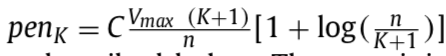 pen_K = C \frac{V_{max} (K+1)}{n} [1 + \log(\frac{n}{K+1})]